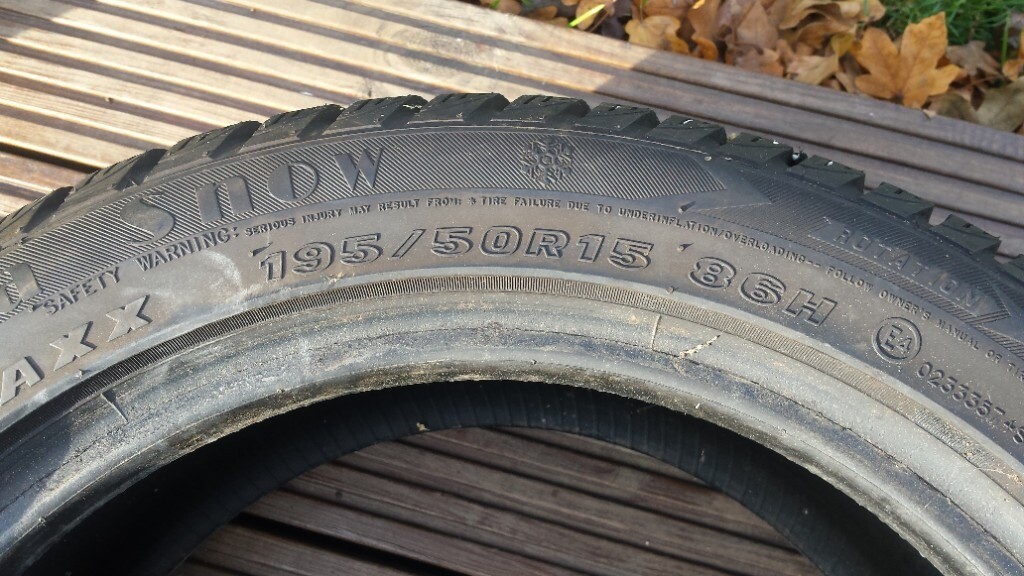 snow
ROTATION
SAFETY WARNING: SERIOUS INJURY MAY RESULT FROM: TIRE FAILURE DUE TO UNDERINFLATION/OVERLOADING - FOLLOW OWNER'S MANUAL OR
AXX
195/50R15 86H
E4